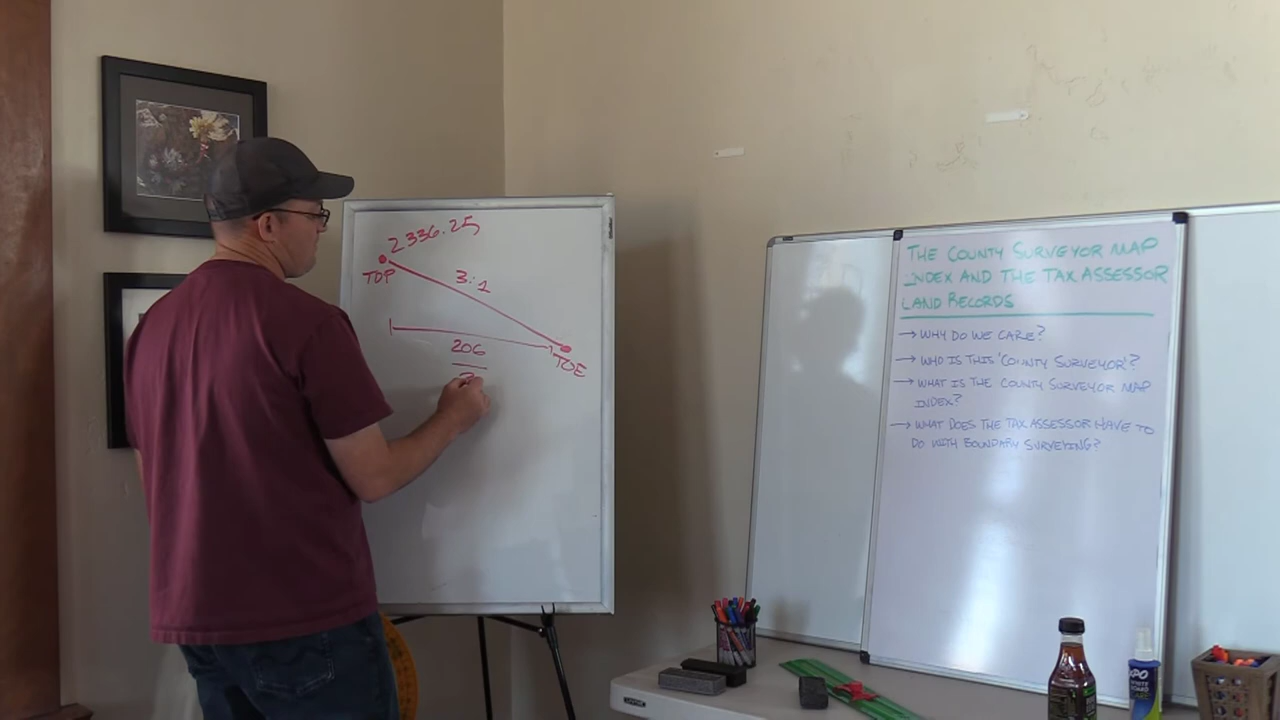 2336.25
TOP
3:1
206
TOE
THE COUNTY SURVEYOR MAP
INDEX AND THE TAX ASSESSOR
LAND RECORDS
→ WHY DO WE CARE?
→ WHO IS THIS 'COUNTY SURVEYOR'?
→ WHAT IS THE COUNTY SURVEYOR MAP
INDEX?
→ WHAT DOES THE TAX ASSESSOR HAVE TO
DO WITH BOUNDARY SURVEYING?